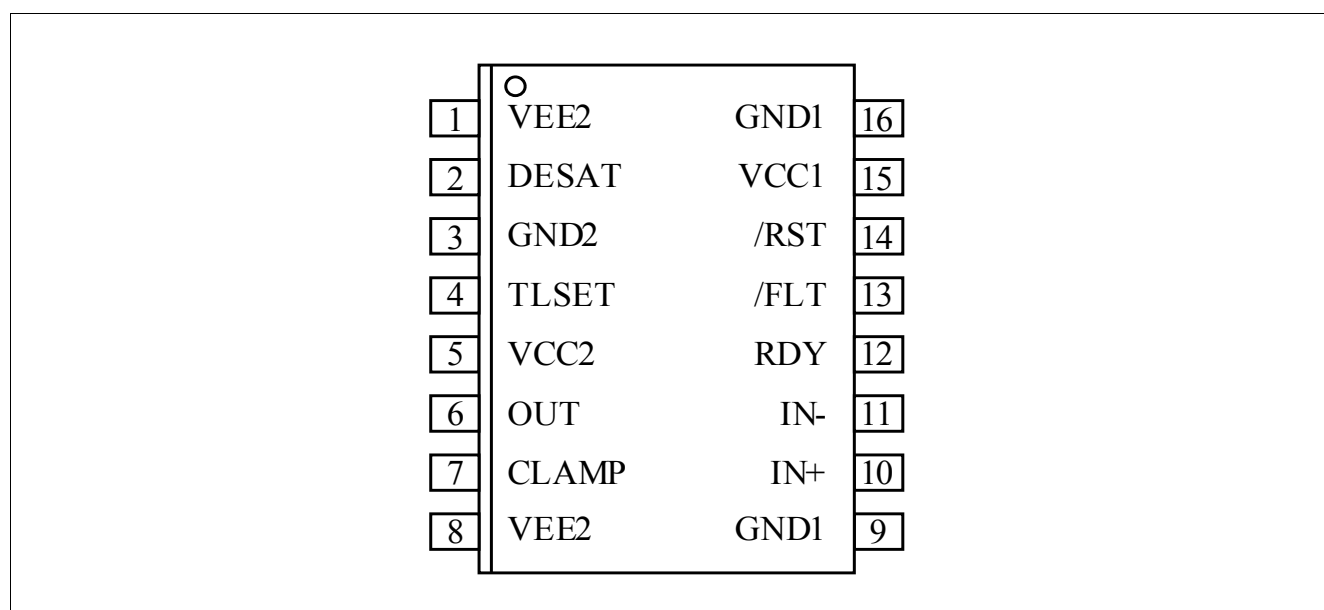 1 VEE2 GND1 16
2 DESAT VCC1 15
3 GND2 /RST 14
4 TLSET /FLT 13
5 VCC2 RDY 12
6 OUT IN- 11
7 CLAMP IN+ 10
8 VEE2 GND1 9